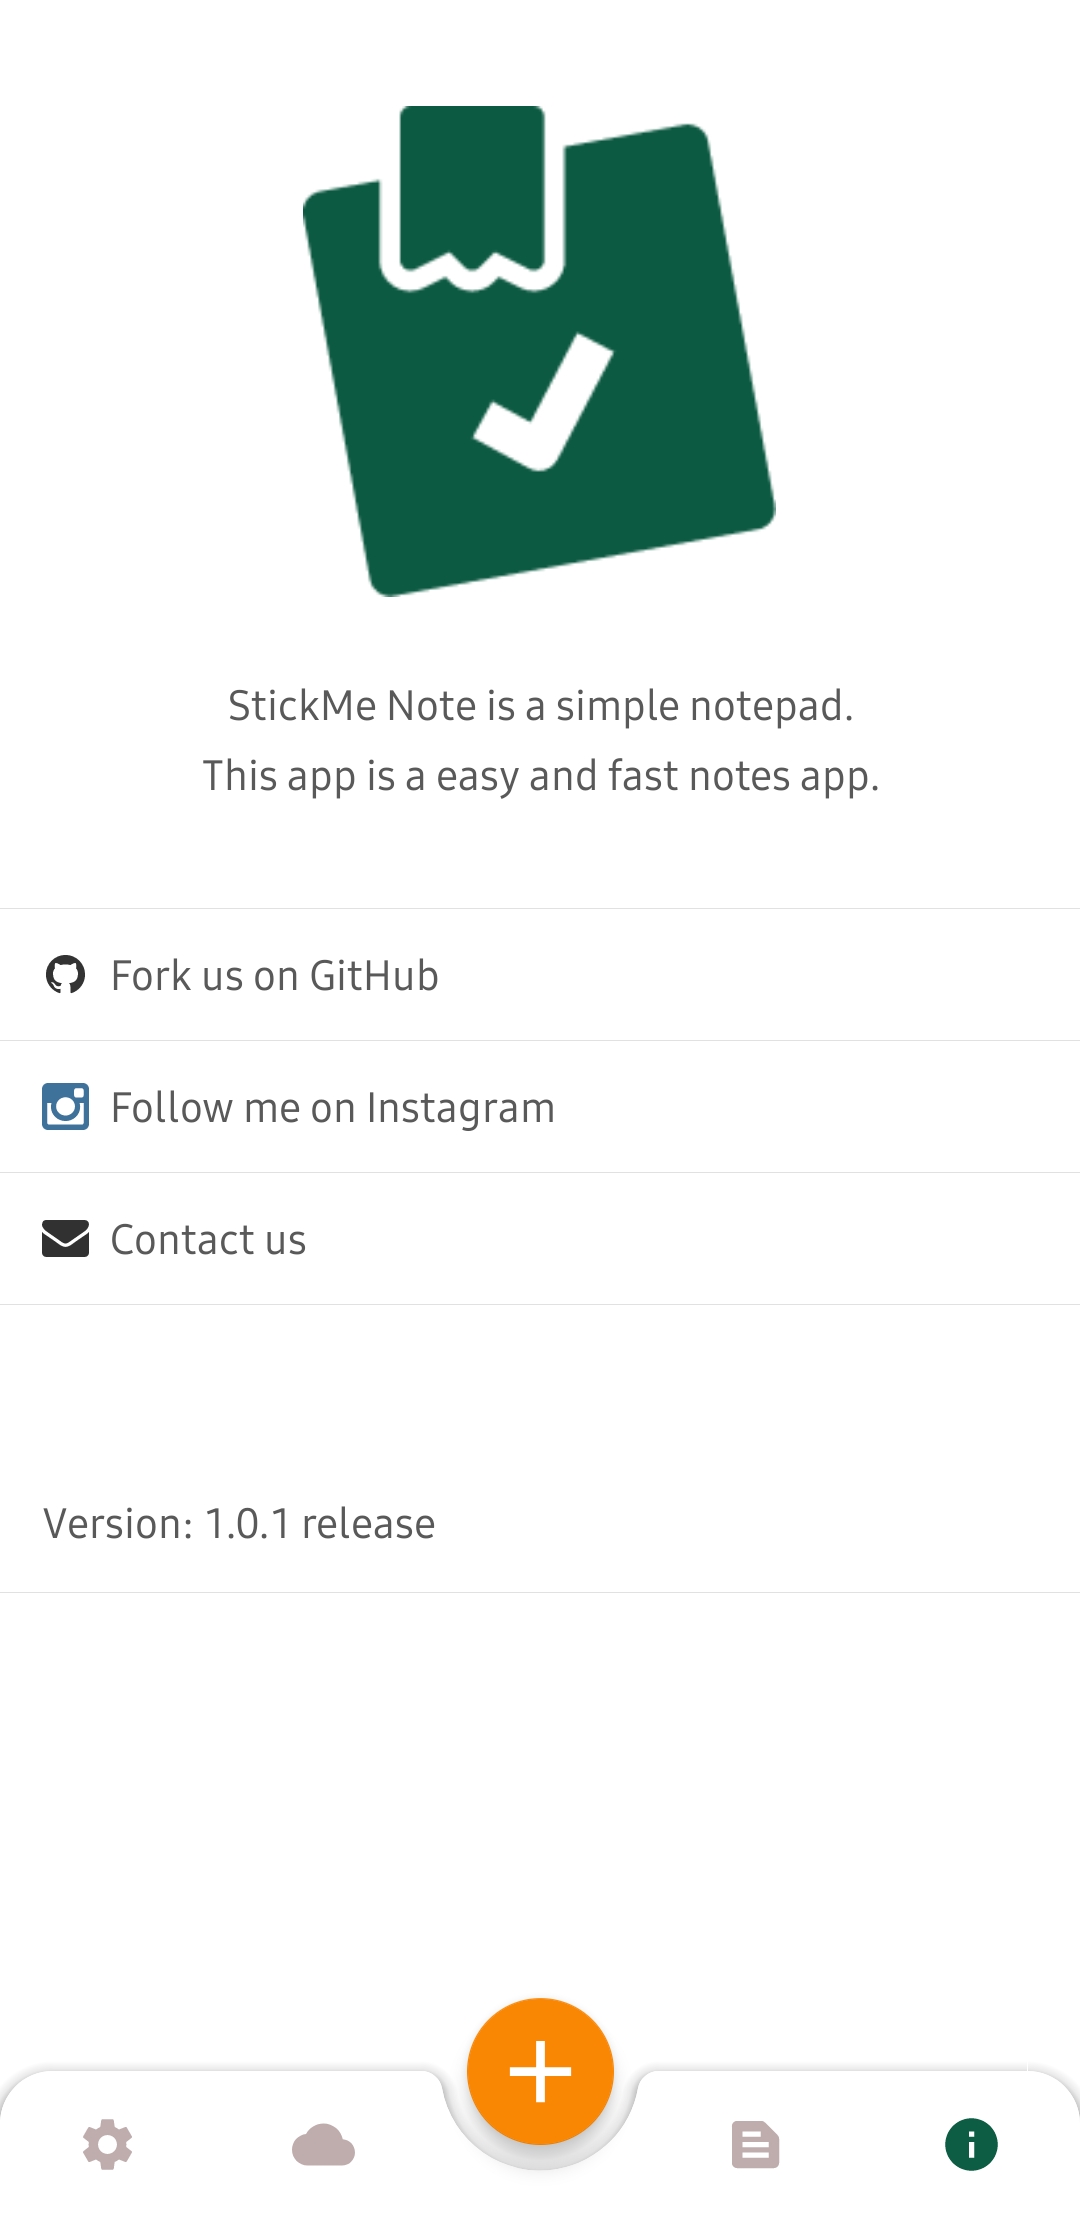 StickMe Note is a simple notepad.
This app is a easy and fast notes app.
Fork us on GitHub
Follow me on Instagram
Contact us
Version: 1.0.1 release